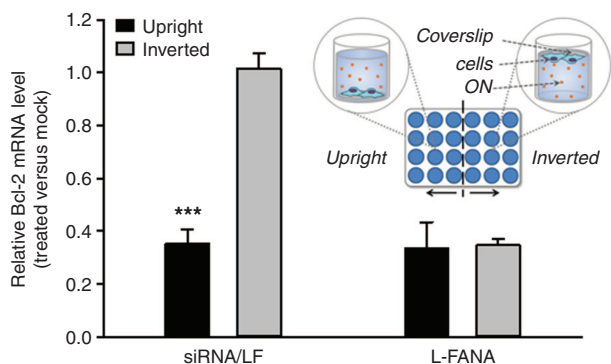 Relative Bcl-2 mRNA level
(treated versus mock)
1.2
1.0
0.8
0.6
0.4
0.2
0.0
Upright
Inverted
***
siRNA/LF
L-FANA
Coverslip
cells
ON
Upright
Inverted